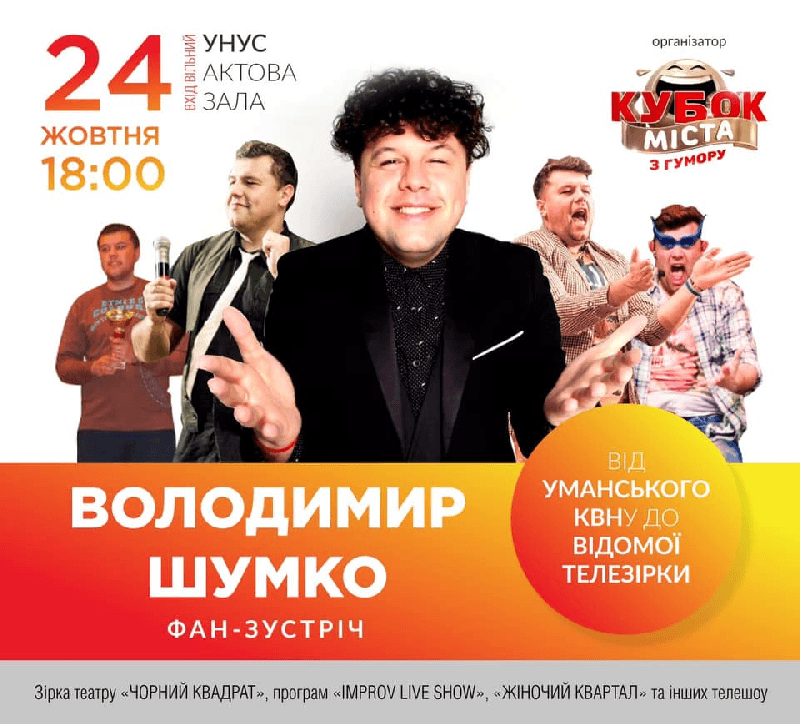 24
ЖОВТНЯ
18:00
ВХІД ВІЛЬНИЙ
УНУС
АКТОВА
ЗАЛА
організатор
КУБОК
МІСТА
З ГУМОРУ
ВОЛОДИМИР
ШУМКО
ФАН-ЗУСТРІЧ
ВІД
УМАНСЬКОГО
КВНУ ДО
ВІДОМОЇ
ТЕЛЕЗІРКИ
Зірка театру «ЧОРНИЙ КВАДРАТ», програм «IMPROV LIVE SHOW», «ЖІНОЧИЙ КВАРТАЛ» та інших телешоу